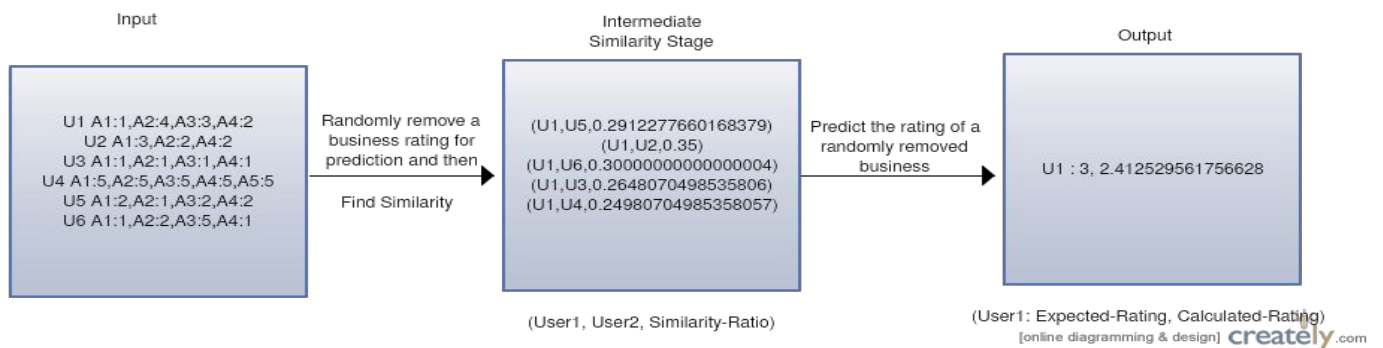 Input
U1 A1:1,A2:4,A3:3,A4:2
U2 A1:3,A2:2,A4:2
U3 A1:1,A2:1,A3:1,A4:1
U4 A1:5,A2:5,A3:5,A4:5,A5:5
U5 A1:2,A2:1,A3:2,A4:2
U6 A1:1,A2:2,A3:5,A4:1
Randomly remove a
business rating for
prediction and then
Find Similarity
Intermediate
Similarity Stage
(U1,U5,0.2912277660168379)
(U1,U2,0.35)
(U1,U6,0.30000000000000004)
(U1,U3,0.2648070498535806)
(U1,U4,0.24980704985358057)
(User1, User2, Similarity-Ratio)
Predict the rating of a
randomly removed
business
Output
U1 : 3, 2.412529561756628
(User1: Expected-Rating, Calculated-Rating)
[online diagramming & design] creately.com